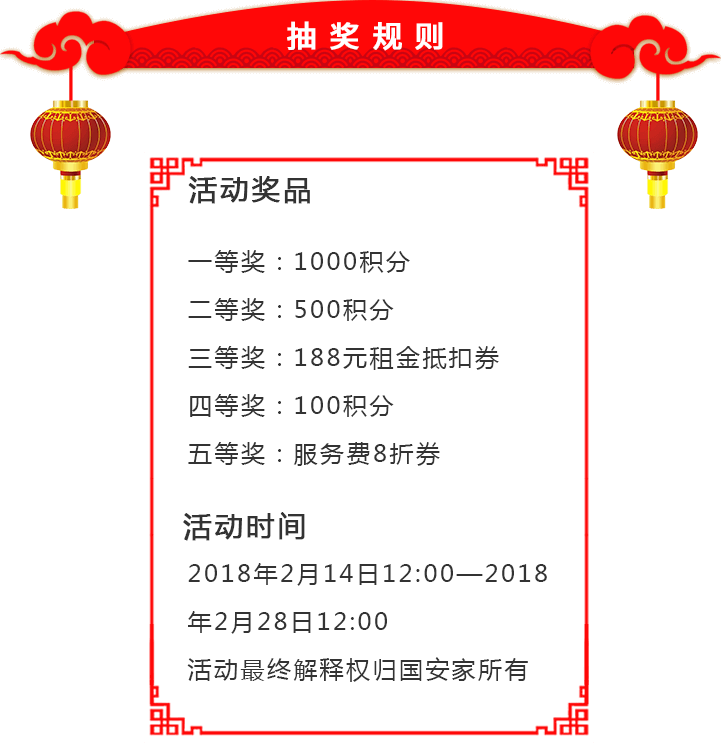 抽奖规则
活动奖品
一等奖：1000积分
二等奖：500积分
三等奖：188元租金抵扣券
四等奖：100积分
五等奖：服务费8折券
活动时间
2018年2月14日12:00—2018
年2月28日12:00
活动最终解释权归国安家所有